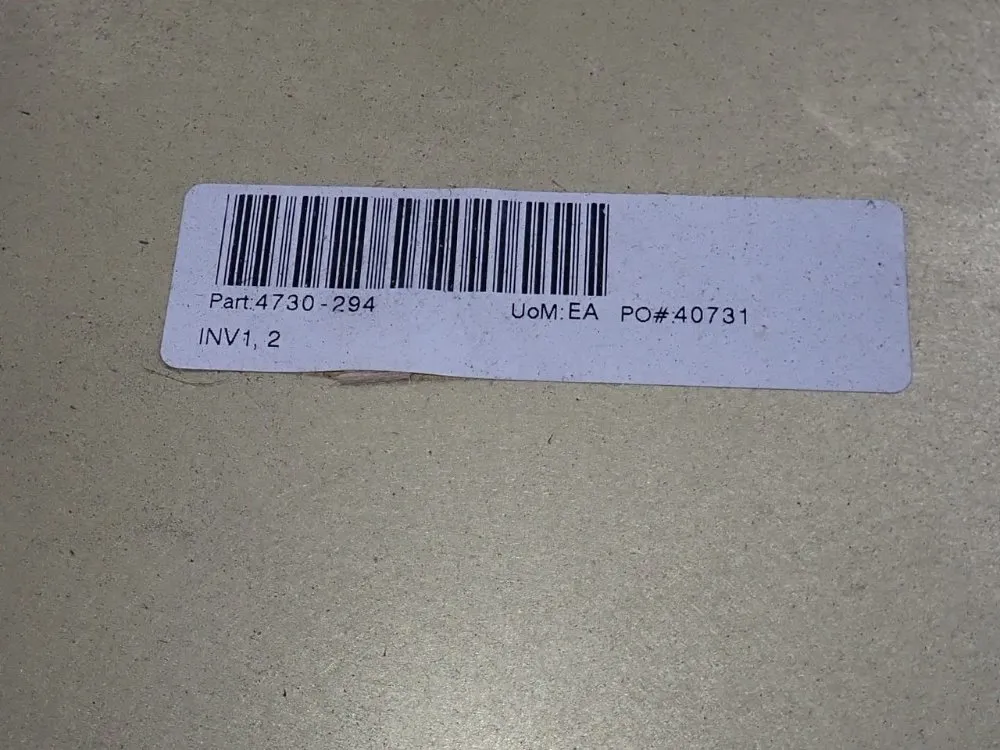 Part:4730-294 UoM:EA PO#:40731
INV1, 2